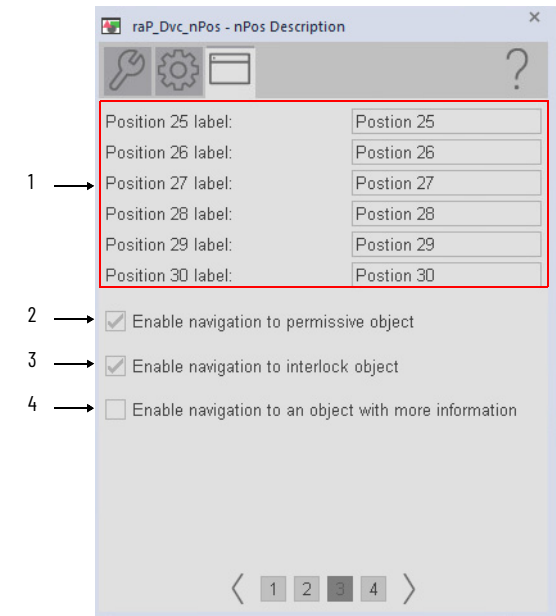 raP_Dvc_nPos - nPos Description ×
?
Position 25 label: Postion 25
Position 26 label: Postion 26
1 Position 27 label: Postion 27
Position 28 label: Postion 28
Position 29 label: Postion 29
Position 30 label: Postion 30
2 Enable navigation to permissive object
3 Enable navigation to interlock object
4 Enable navigation to an object with more information
1 2 3 4